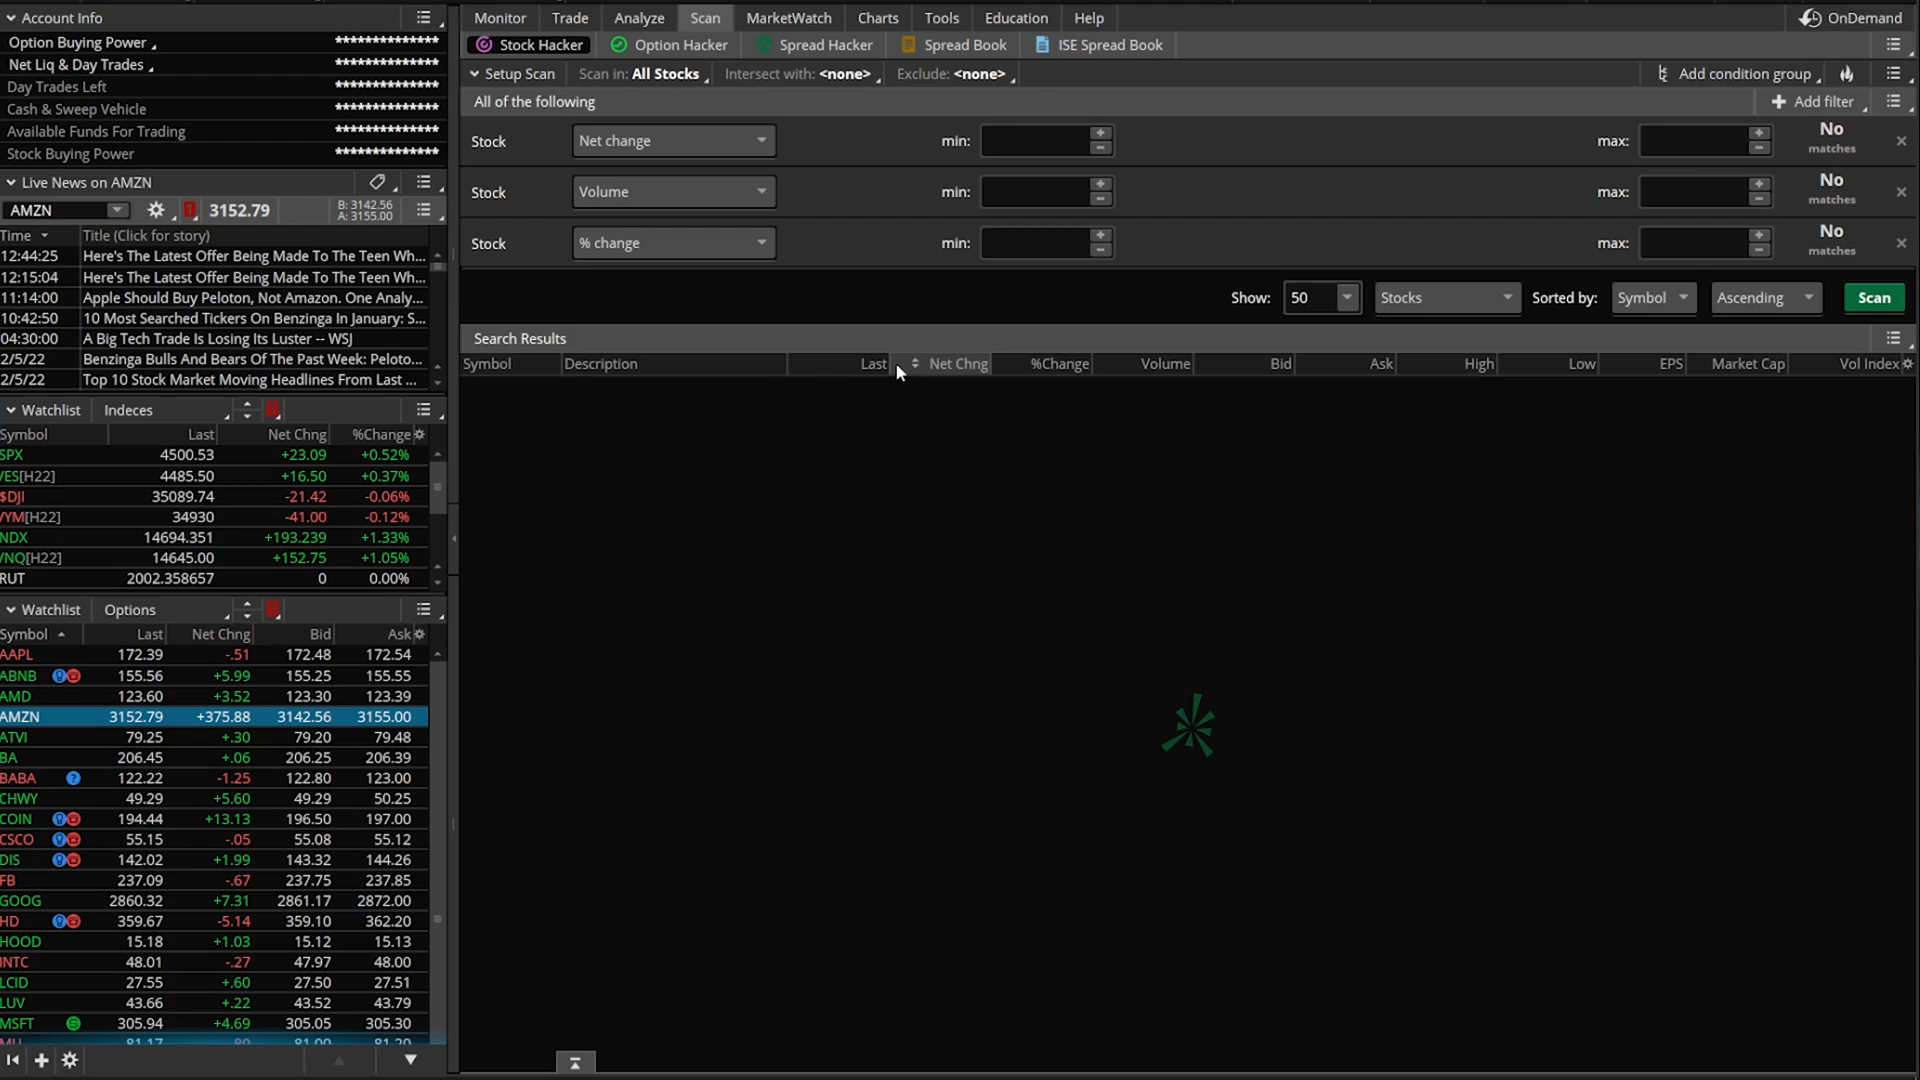 Account Info
Option Buying Power **************
Net Liq & Day Trades **************
Day Trades Left **************
Cash & Sweep Vehicle **************
Available Funds For Trading **************
Stock Buying Power **************
Live News on AMZN
AMZN 1 3152.79 B: 3142.56
A: 3155.00
Time Title (Click for story)
12:44:25 Here's The Latest Offer Being Made To The Teen Wh...
12:15:04 Here's The Latest Offer Being Made To The Teen Wh...
11:14:00 Apple Should Buy Peloton, Not Amazon. One Analy...
10:42:50 10 Most Searched Tickers On Benzinga In January: S...
04:30:00 A Big Tech Trade Is Losing Its Luster -- WSJ
2/5/22 Benzinga Bulls And Bears Of The Past Week: Peloto...
2/5/22 Top 10 Stock Market Moving Headlines From Last ...
Watchlist Indeces
Symbol Last Net Chng %Change
SPX 4500.53 +23.09 +0.52%
/ES[H22] 4485.50 +16.50 +0.37%
$DJI 35089.74 -21.42 -0.06%
/YM[H22] 34930 -41.00 -0.12%
NDX 14694.351 +193.239 +1.33%
/NQ[H22] 14645.00 +152.75 +1.05%
RUT 2002.358657 0 0.00%
Watchlist Options
Symbol Last Net Chng Bid Ask
AAPL 172.39 -.51 172.48 172.54
ABNB 155.56 +5.99 155.25 155.55
AMD 123.60 +3.52 123.30 123.39
AMZN 3152.79 +375.88 3142.56 3155.00
ATVI 79.25 +.30 79.20 79.48
BA 206.45 +.06 206.25 206.39
BABA ? 122.22 -1.25 122.80 123.00
CHWY 49.29 +5.60 49.29 50.25
COIN 194.44 +13.13 196.50 197.00
CSCO 55.15 -.05 55.08 55.12
DIS 142.02 +1.99 143.32 144.26
FB 237.09 -.67 237.75 237.85
GOOG 2860.32 +7.31 2861.17 2872.00
HD 359.67 -5.14 359.10 362.20
HOOD 15.18 +1.03 15.12 15.13
INTC 48.01 -.27 47.97 48.00
LCID 27.55 +.60 27.50 27.51
LUV 43.66 +.22 43.52 43.79
MSFT 305.94 +4.69 305.05 305.30
MU 81.17 81.00 81.20
Monitor Trade Analyze Scan MarketWatch Charts Tools Education Help OnDemand
Stock Hacker Option Hacker Spread Hacker Spread Book ISE Spread Book
Setup Scan Scan in: All Stocks Intersect with: <none> Exclude: <none> Add condition group
All of the following + Add filter
Stock Net change min: max: No
matches
Stock Volume min: max: No
matches
Stock % change min: max: No
matches
Show: 50 Stocks Sorted by: Symbol Ascending Scan
Search Results
Symbol Description Last Net Chng %Change Volume Bid Ask High Low EPS Market Cap Vol Index